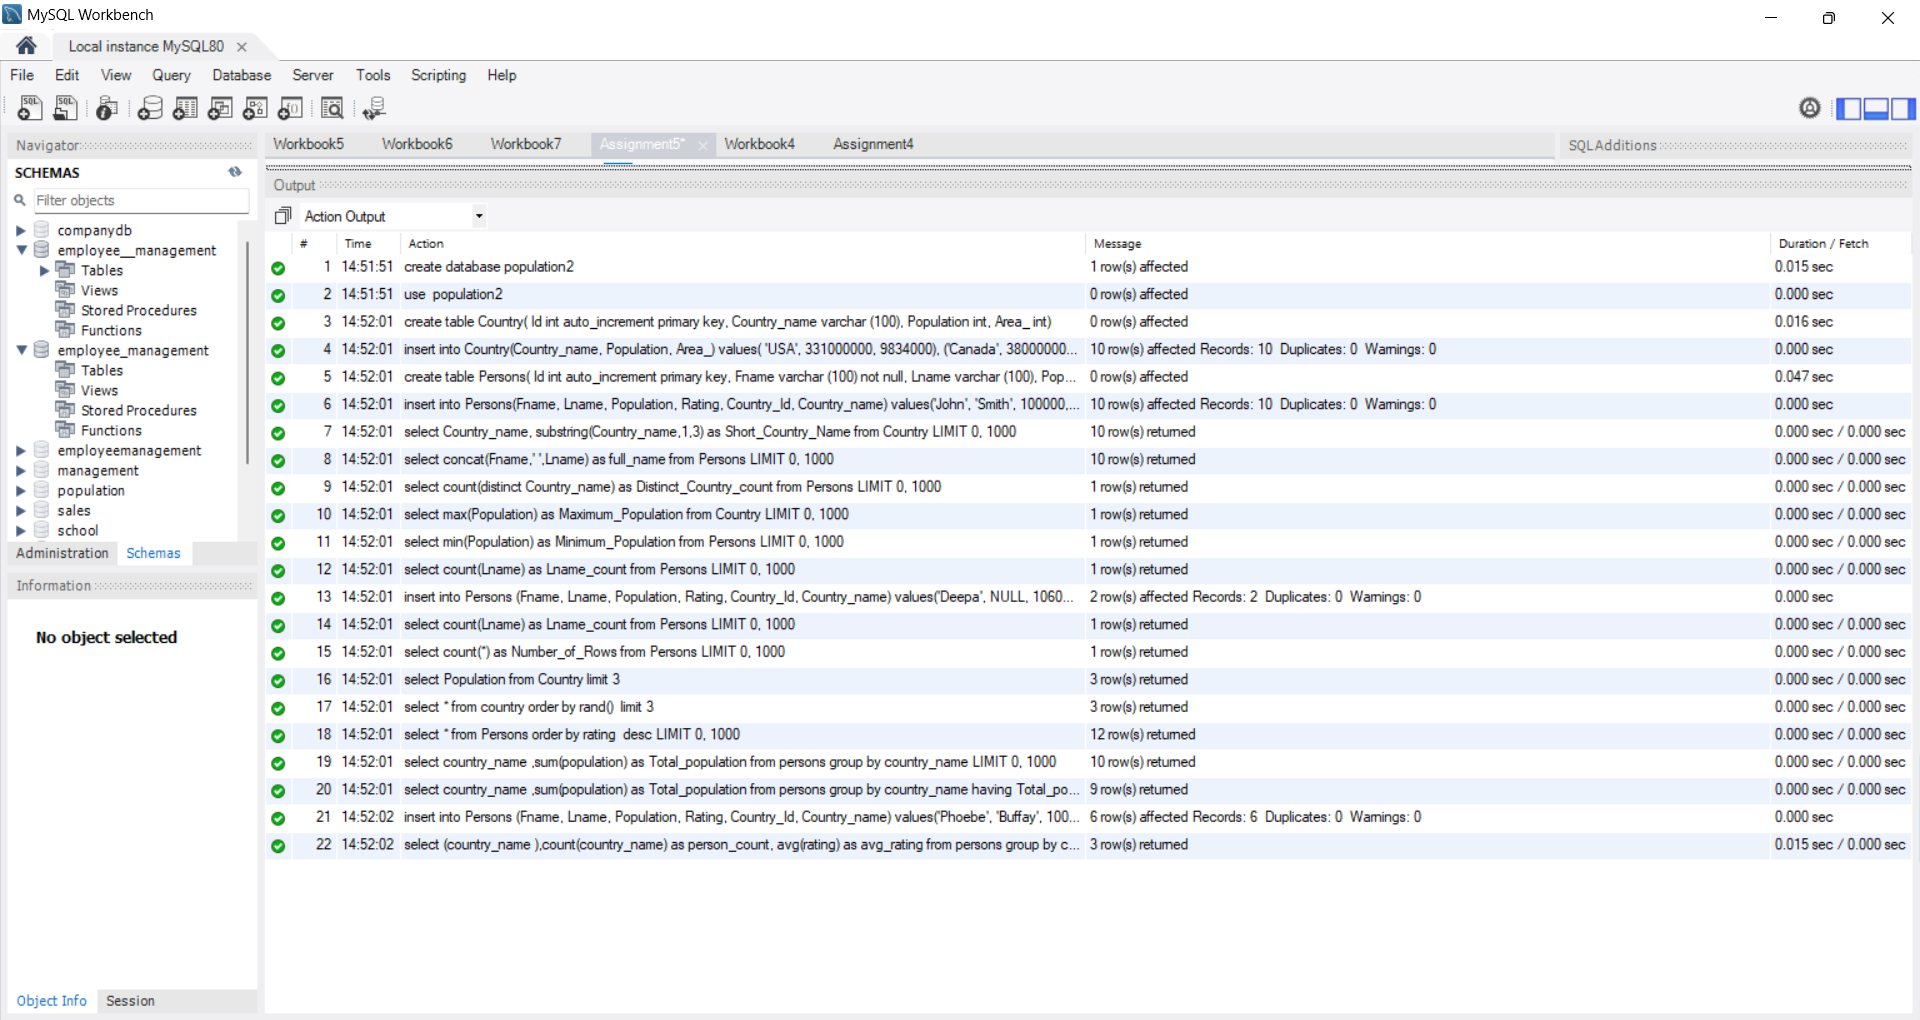 MySQL Workbench
Local instance MySQL80
File Edit View Query Database Server Tools Scripting Help
Navigator
SCHEMAS
Filter objects
companydb
employee__management
Tables
Views
Stored Procedures
Functions
employee_management
Tables
Views
Stored Procedures
Functions
employeemanagement
management
population
sales
school
Administration Schemas
Information
No object selected
Object Info Session
Workbook5 Workbook6 Workbook7 Assignment5* Workbook4 Assignment4
SQLAdditions
Output
Action Output
# Time Action Message Duration / Fetch
1 14:51:51 create database population2 1 row(s) affected 0.015 sec
2 14:51:51 use population2 0 row(s) affected 0.000 sec
3 14:52:01 create table Country( Id int auto_increment primary key, Country_name varchar (100), Population int, Area_ int) 0 row(s) affected 0.016 sec
4 14:52:01 insert into Country(Country_name, Population, Area_) values( 'USA', 331000000, 9834000), ('Canada', 38000000... 10 row(s) affected Records: 10 Duplicates: 0 Warnings: 0 0.000 sec
5 14:52:01 create table Persons( Id int auto_increment primary key, Fname varchar (100) not null, Lname varchar (100), Pop... 0 row(s) affected 0.047 sec
6 14:52:01 insert into Persons(Fname, Lname, Population, Rating, Country_Id, Country_name) values('John', 'Smith', 100000,... 10 row(s) affected Records: 10 Duplicates: 0 Warnings: 0 0.000 sec
7 14:52:01 select Country_name, substring(Country_name,1,3) as Short_Country_Name from Country LIMIT 0, 1000 10 row(s) returned 0.000 sec / 0.000 sec
8 14:52:01 select concat(Fname,' ',Lname) as full_name from Persons LIMIT 0, 1000 10 row(s) returned 0.000 sec / 0.000 sec
9 14:52:01 select count(distinct Country_name) as Distinct_Country_count from Persons LIMIT 0, 1000 1 row(s) returned 0.000 sec / 0.000 sec
10 14:52:01 select max(Population) as Maximum_Population from Country LIMIT 0, 1000 1 row(s) returned 0.000 sec / 0.000 sec
11 14:52:01 select min(Population) as Minimum_Population from Persons LIMIT 0, 1000 1 row(s) returned 0.000 sec / 0.000 sec
12 14:52:01 select count(Lname) as Lname_count from Persons LIMIT 0, 1000 1 row(s) returned 0.000 sec / 0.000 sec
13 14:52:01 insert into Persons (Fname, Lname, Population, Rating, Country_Id, Country_name) values('Deepa', NULL, 1060... 2 row(s) affected Records: 2 Duplicates: 0 Warnings: 0 0.000 sec
14 14:52:01 select count(Lname) as Lname_count from Persons LIMIT 0, 1000 1 row(s) returned 0.000 sec / 0.000 sec
15 14:52:01 select count(*) as Number_of_Rows from Persons LIMIT 0, 1000 1 row(s) returned 0.000 sec / 0.000 sec
16 14:52:01 select Population from Country limit 3 3 row(s) returned 0.000 sec / 0.000 sec
17 14:52:01 select * from country order by rand() limit 3 3 row(s) returned 0.000 sec / 0.000 sec
18 14:52:01 select * from Persons order by rating desc LIMIT 0, 1000 12 row(s) returned 0.000 sec / 0.000 sec
19 14:52:01 select country_name ,sum(population) as Total_population from persons group by country_name LIMIT 0, 1000 10 row(s) returned 0.000 sec / 0.000 sec
20 14:52:01 select country_name ,sum(population) as Total_population from persons group by country_name having Total_po... 9 row(s) returned 0.000 sec / 0.000 sec
21 14:52:02 insert into Persons (Fname, Lname, Population, Rating, Country_Id, Country_name) values('Phoebe', 'Buffay', 100... 6 row(s) affected Records: 6 Duplicates: 0 Warnings: 0 0.000 sec
22 14:52:02 select (country_name ),count(country_name) as person_count, avg(rating) as avg_rating from persons group by c... 3 row(s) returned 0.015 sec / 0.000 sec